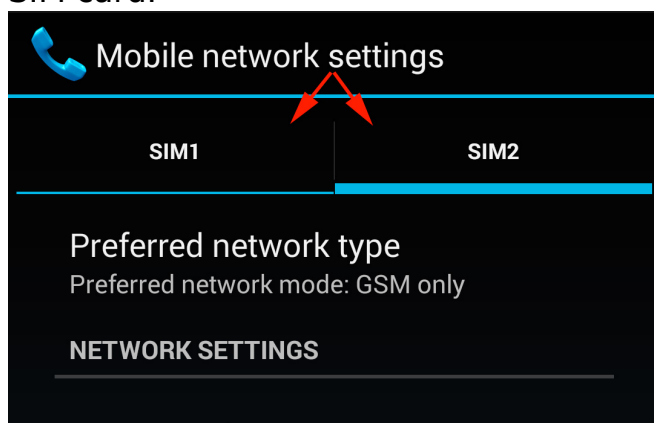 Mobile network settings
SIM1 SIM2
Preferred network type
Preferred network mode: GSM only
NETWORK SETTINGS